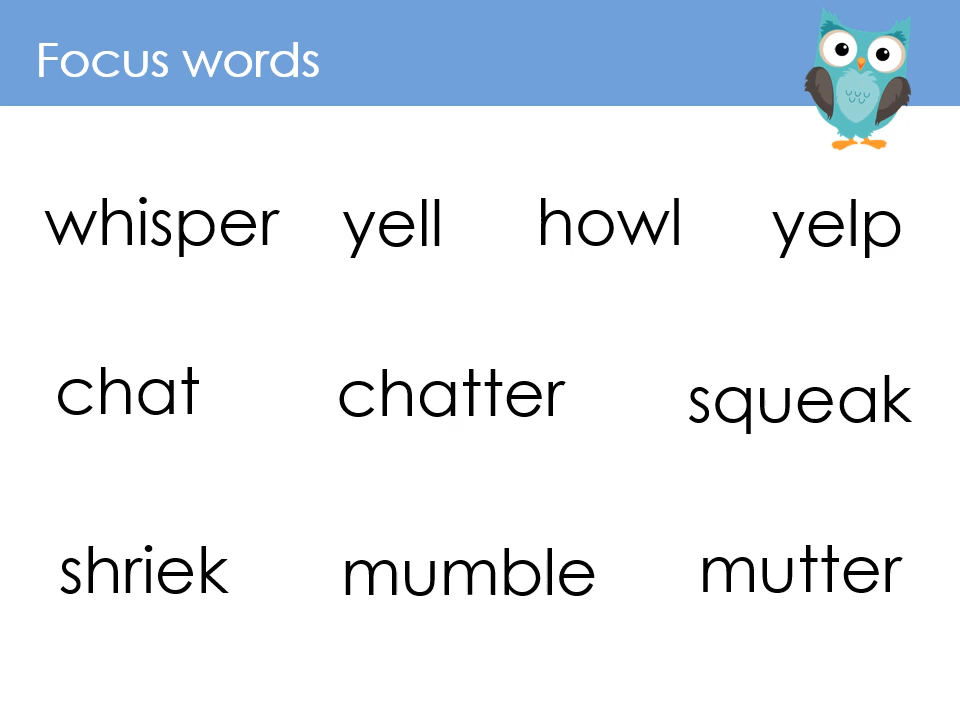 Focus words
whisper yell howl yelp
chat chatter squeak
shriek mumble mutter